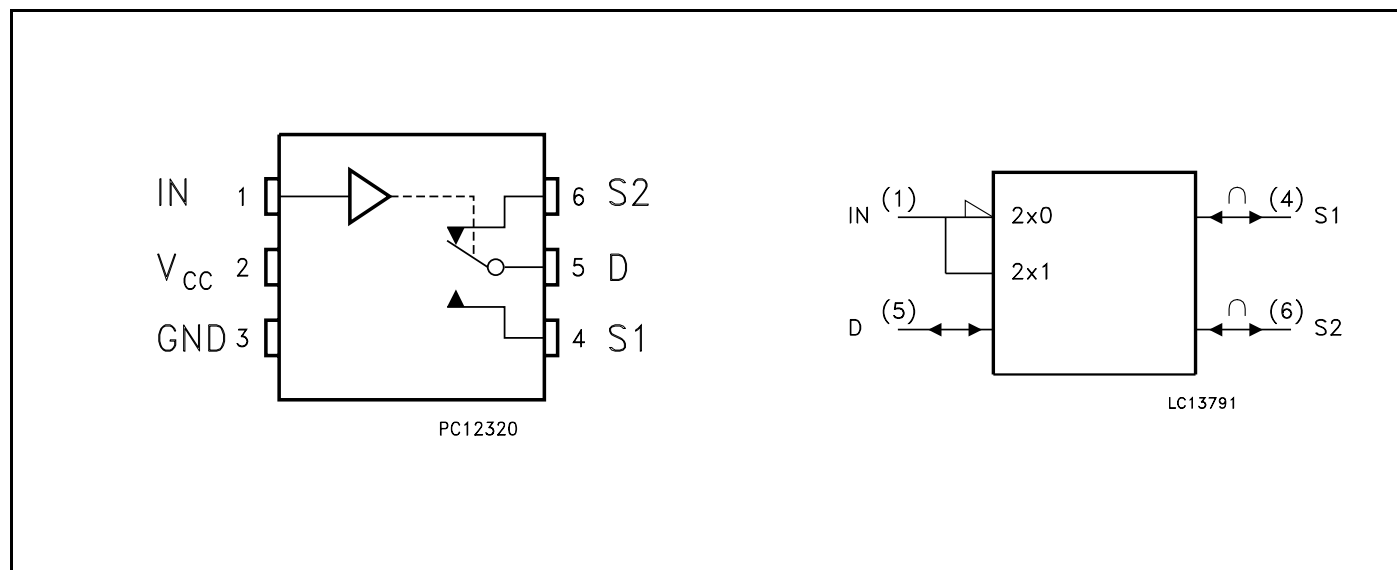 IN 1 6 S2
VCC 2 5 D
GND 3 4 S1
PC12320
IN (1) 2x0 ∩ (4) S1
2x1
D (5) ∩ (6) S2
LC13791